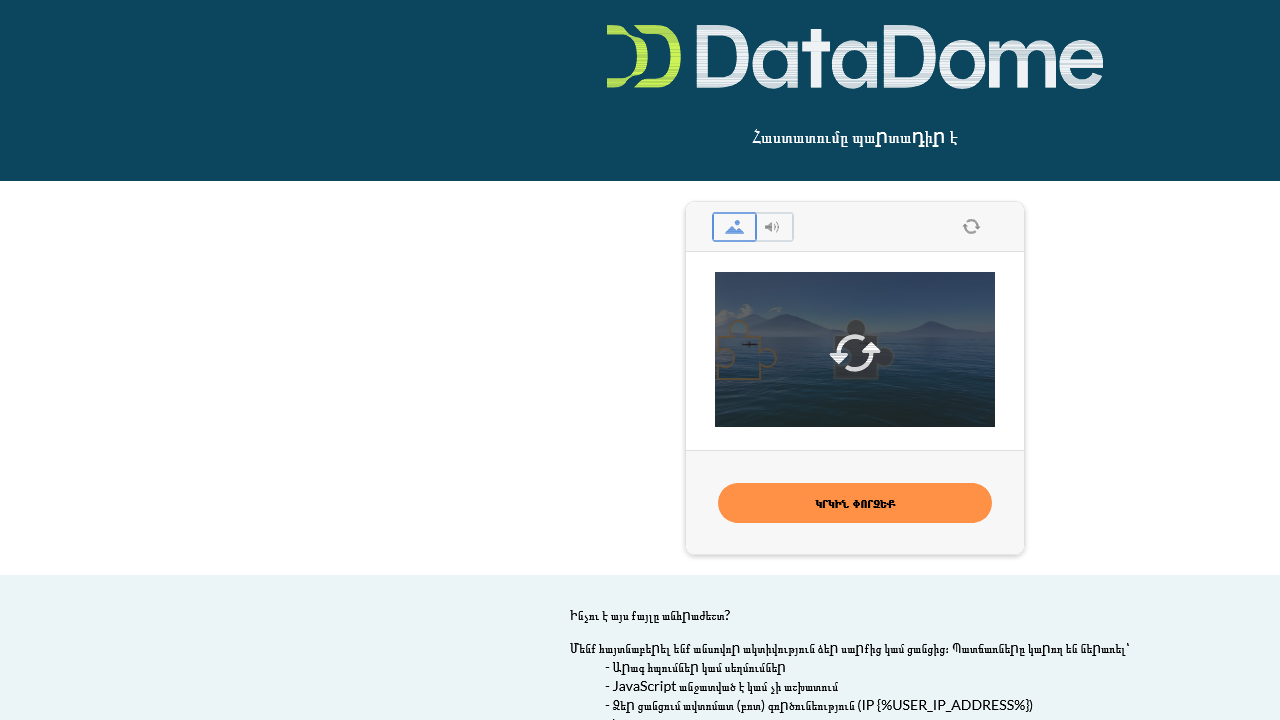 DataDome
Հաստատումը պարտադիր է
ԿՐԿԻՆ ՓՈՐՁԵՔ
Ինչու է այս քայլը անհրաժեշտ?
Մենք հայտնաբերել ենք անսովոր ակտիվություն ձեր սարքից կամ ցանցից: Պատճառները կարող են ներառել՝
- Արագ հպումներ կամ սեղմումներ
- JavaScript անջատված է կամ չի աշխատում
- Ձեր ցանցում ավտոմատ (բոտ) գործունեություն (IP {%USER_IP_ADDRESS%})